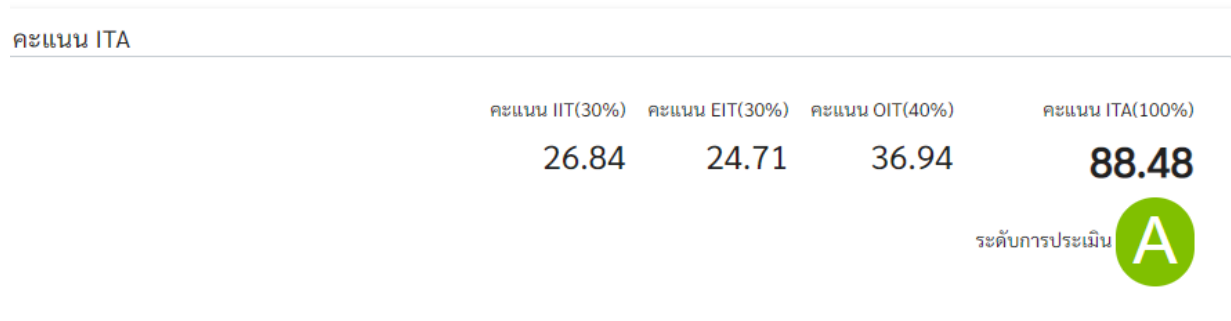 คะแนน ITA
คะแนน IIT(30%) คะแนน EIT(30%) คะแนน OIT(40%) คะแนน ITA(100%)
26.84 24.71 36.94 88.48
ระดับการประเมิน A